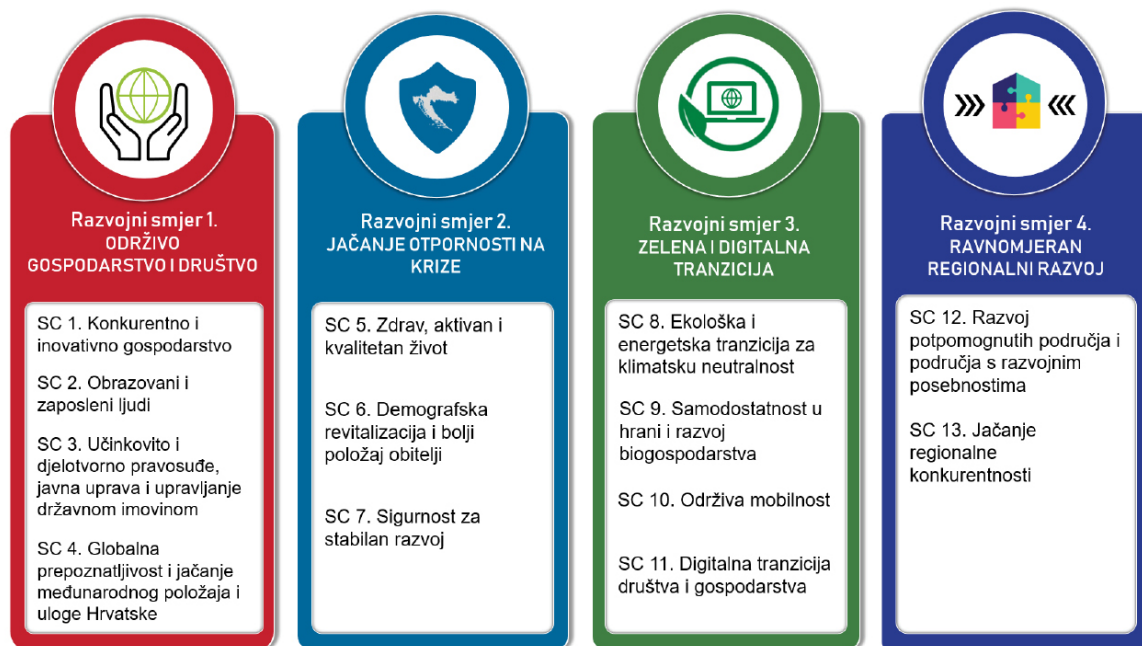 Razvojni smjer 1.
ODRŽIVO
GOSPODARSTVO I DRUŠTVO
SC 1. Konkurentno i
inovativno gospodarstvo
SC 2. Obrazovani i
zaposleni ljudi
SC 3. Učinkovito i
djelotvorno pravosuđe,
javna uprava i upravljanje
državnom imovinom
SC 4. Globalna
prepoznatljivost i jačanje
međunarodnog položaja i
uloge Hrvatske
Razvojni smjer 2.
JAČANJE OTPORNOSTI NA
KRIZE
SC 5. Zdrav, aktivan i
kvalitetan život
SC 6. Demografska
revitalizacija i bolji
položaj obitelji
SC 7. Sigurnost za
stabilan razvoj
Razvojni smjer 3.
ZELENA I DIGITALNA
TRANZICIJA
SC 8. Ekološka i
energetska tranzicija za
klimatsku neutralnost
SC 9. Samodostatnost u
hrani i razvoj
biogospodarstva
SC 10. Održiva mobilnost
SC 11. Digitalna tranzicija
društva i gospodarstva
Razvojni smjer 4.
RAVNOMJERAN
REGIONALNI RAZVOJ
SC 12. Razvoj
potpomognutih područja i
područja s razvojnim
posebnostima
SC 13. Jačanje
regionalne
konkurentnosti